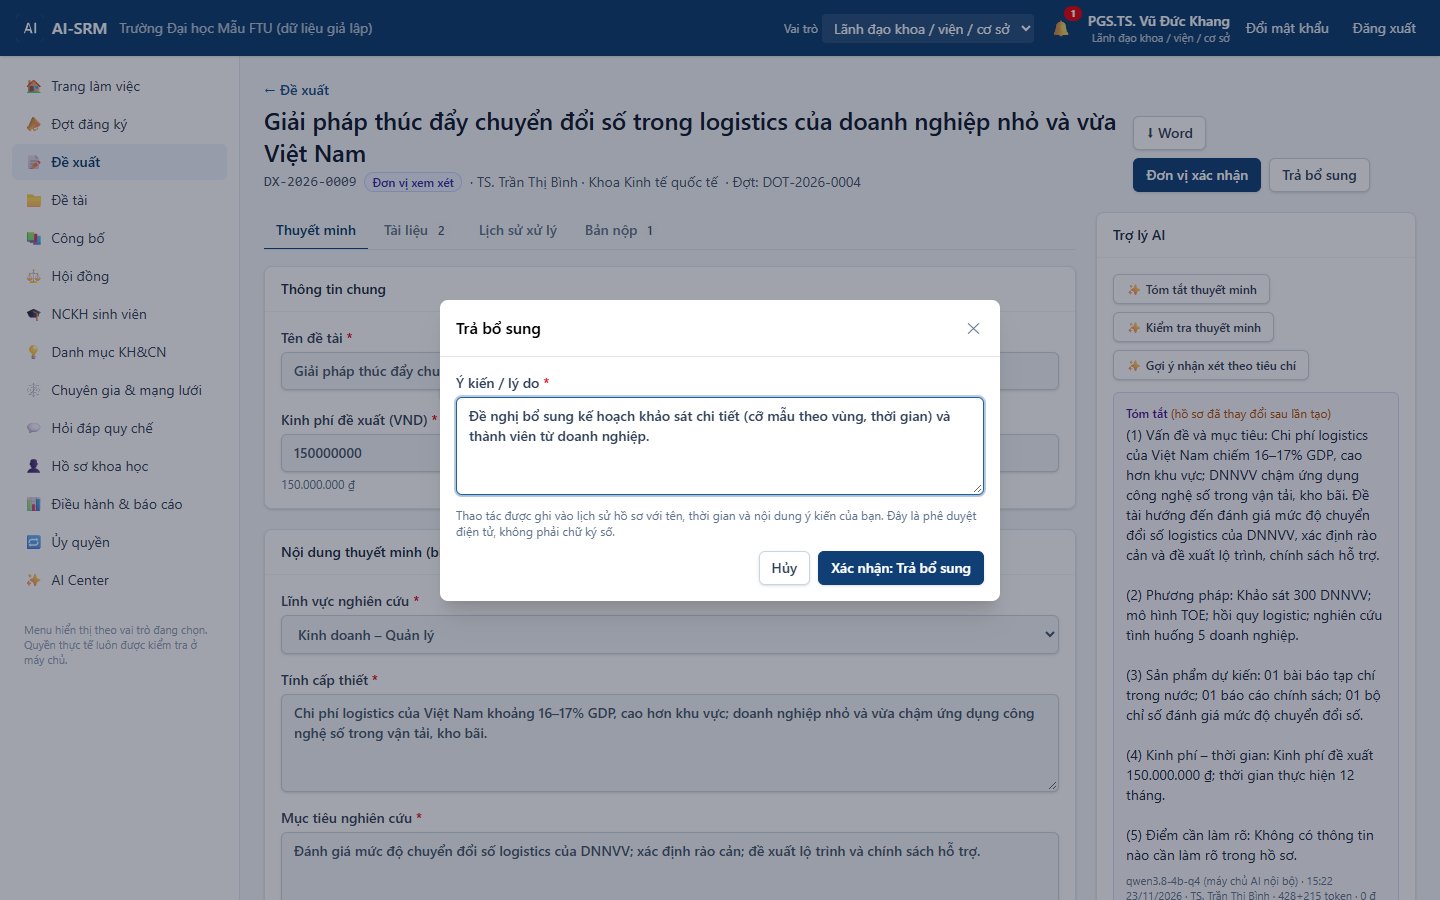 AI AI-SRM Trường Đại học Mẫu FTU (dữ liệu giả lập)
Vai trò Lãnh đạo khoa / viện / cơ sở
1
PGS.TS. Vũ Đức Khang
Lãnh đạo khoa / viện / cơ sở
Đổi mật khẩu
Đăng xuất
Trang làm việc
Đợt đăng ký
Đề xuất
Đề tài
Công bố
Hội đồng
NCKH sinh viên
Danh mục KH&CN
Chuyên gia & mạng lưới
Hỏi đáp quy chế
Hồ sơ khoa học
Điều hành & báo cáo
Ủy quyền
AI Center
Menu hiển thị theo vai trò đang chọn.
Quyền thực tế luôn được kiểm tra ở
máy chủ.
← Đề xuất
Giải pháp thúc đẩy chuyển đổi số trong logistics của doanh nghiệp nhỏ và vừa
Việt Nam
DX-2026-0009 Đơn vị xem xét · TS. Trần Thị Bình · Khoa Kinh tế quốc tế · Đợt: DOT-2026-0004
⬇ Word
Đơn vị xác nhận
Trả bổ sung
Thuyết minh
Tài liệu 2
Lịch sử xử lý
Bản nộp 1
Thông tin chung
Tên đề tài *
Giải pháp thúc đẩy chu
Kinh phí đề xuất (VND) *
150000000
150.000.000 ₫
Nội dung thuyết minh (b
Lĩnh vực nghiên cứu *
Kinh doanh – Quản lý
Tính cấp thiết *
Chi phí logistics của Việt Nam khoảng 16–17% GDP, cao hơn khu vực; doanh nghiệp nhỏ và vừa chậm ứng dụng công
nghệ số trong vận tải, kho bãi.
Mục tiêu nghiên cứu *
Đánh giá mức độ chuyển đổi số logistics của DNNVV; xác định rào cản; đề xuất lộ trình và chính sách hỗ trợ.
Trả bổ sung
Ý kiến / lý do *
Đề nghị bổ sung kế hoạch khảo sát chi tiết (cỡ mẫu theo vùng, thời gian) và
thành viên từ doanh nghiệp.
Thao tác được ghi vào lịch sử hồ sơ với tên, thời gian và nội dung ý kiến của bạn. Đây là phê duyệt
điện tử, không phải chữ ký số.
Hủy
Xác nhận: Trả bổ sung
Trợ lý AI
Tóm tắt thuyết minh
Kiểm tra thuyết minh
Gợi ý nhận xét theo tiêu chí
Tóm tắt (hồ sơ đã thay đổi sau lần tạo)
(1) Vấn đề và mục tiêu: Chi phí logistics
của Việt Nam chiếm 16–17% GDP, cao
hơn khu vực; DNNVV chậm ứng dụng
công nghệ số trong vận tải, kho bãi. Đề
tài hướng đến đánh giá mức độ chuyển
đổi số logistics của DNNVV, xác định rào
cản và đề xuất lộ trình, chính sách hỗ trợ.
(2) Phương pháp: Khảo sát 300 DNNVV;
mô hình TOE; hồi quy logistic; nghiên cứu
tình huống 5 doanh nghiệp.
(3) Sản phẩm dự kiến: 01 bài báo tạp chí
trong nước; 01 báo cáo chính sách; 01 bộ
chỉ số đánh giá mức độ chuyển đổi số.
(4) Kinh phí – thời gian: Kinh phí đề xuất
150.000.000 ₫; thời gian thực hiện 12
tháng.
(5) Điểm cần làm rõ: Không có thông tin
nào cần làm rõ trong hồ sơ.
qwen3.8-4b-q4 (máy chủ AI nội bộ) · 15:22
23/11/2026 · TS. Trần Thị Bình · 428+215 token · 0 ₫